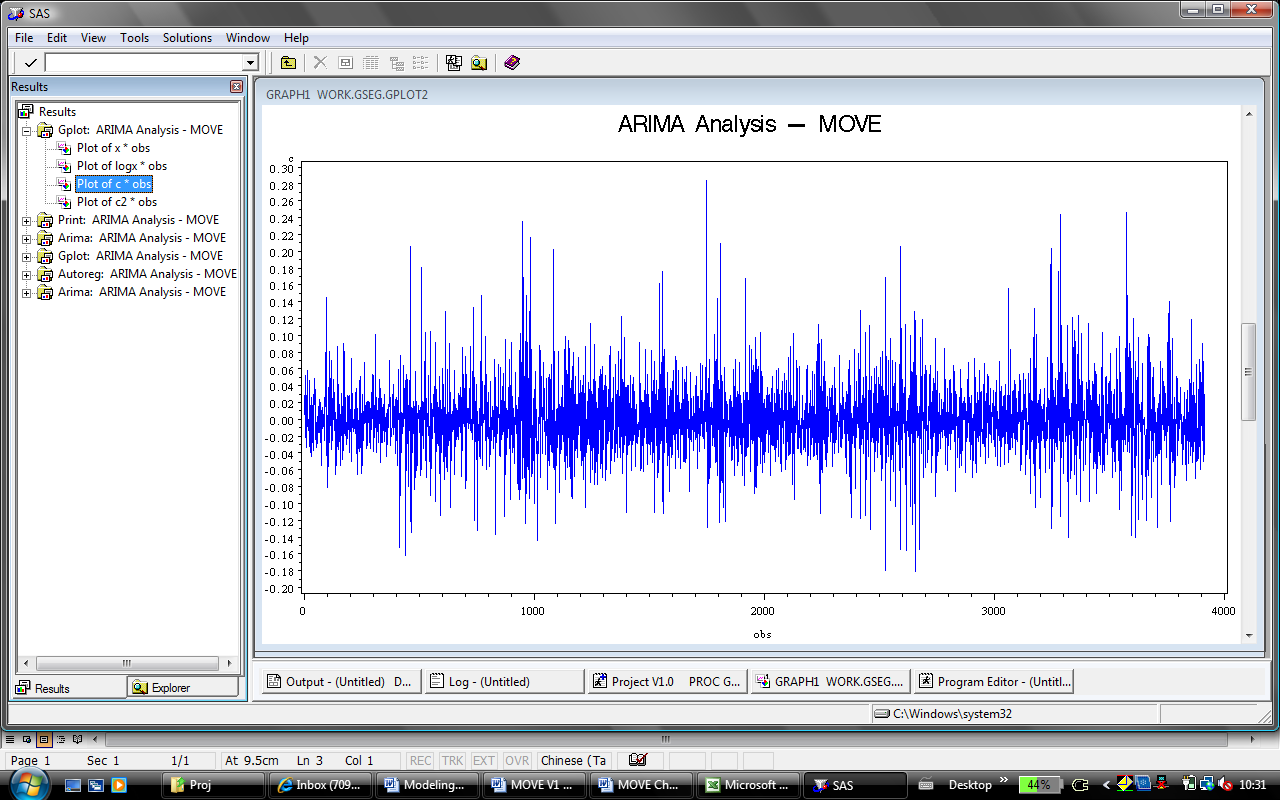 SAS
File Edit View Tools Solutions Window Help
Results
GRAPH1 WORK.GSEG.GPLOT2
Results
Gplot: ARIMA Analysis - MOVE
Plot of x * obs
Plot of logx * obs
Plot of c * obs
Plot of c2 * obs
Print: ARIMA Analysis - MOVE
Arima: ARIMA Analysis - MOVE
Gplot: ARIMA Analysis - MOVE
Autoreg: ARIMA Analysis - MOVE
Arima: ARIMA Analysis - MOVE
ARIMA Analysis — MOVE
c
0.30
0.28
0.26
0.24
0.22
0.20
0.18
0.16
0.14
0.12
0.10
0.08
0.06
0.04
0.02
0.00
-0.02
-0.04
-0.06
-0.08
-0.10
-0.12
-0.14
-0.16
-0.18
-0.20
0 1000 2000 3000 4000
obs
Results Explorer
Output - (Untitled) D... Log - (Untitled) Project V1.0 PROC G... GRAPH1 WORK.GSEG.... Program Editor - (Untitl...
C:\Windows\system32
Page 1 Sec 1 1/1 At 9.5cm Ln 3 Col 1 REC TRK EXT OVR Chinese (Ta
Proj Inbox (709... Modeling... MOVE V1 ... MOVE Ch... Microsoft ... SAS Desktop » 44% 10:31